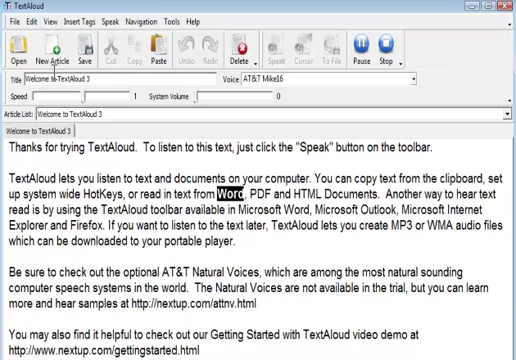 TextAloud
File Edit View Insert Tags Speak Navigation Tools Help
Open New Article Save Cut Copy Paste Undo Redo Delete Speak Cursor To File Pause Stop
Title Welcome to TextAloud 3 Voice AT&T Mike16
Speed 1 System Volume 0
Article List: Welcome to TextAloud 3
Welcome to TextAloud 3
Thanks for trying TextAloud. To listen to this text, just click the "Speak" button on the toolbar.
TextAloud lets you listen to text and documents on your computer. You can copy text from the clipboard, set
up system wide HotKeys, or read in text from Word, PDF and HTML Documents. Another way to hear text
read is by using the TextAloud toolbar available in Microsoft Word, Microsoft Outlook, Microsoft Internet
Explorer and Firefox. If you want to listen to the text later, TextAloud lets you create MP3 or WMA audio files
which can be downloaded to your portable player.
Be sure to check out the optional AT&T Natural Voices, which are among the most natural sounding
computer speech systems in the world. The Natural Voices are not available in the trial, but you can learn
more and hear samples at http://nextup.com/attnv.html
You may also find it helpful to check out our Getting Started with TextAloud video demo at
http://www.nextup.com/gettingstarted.html